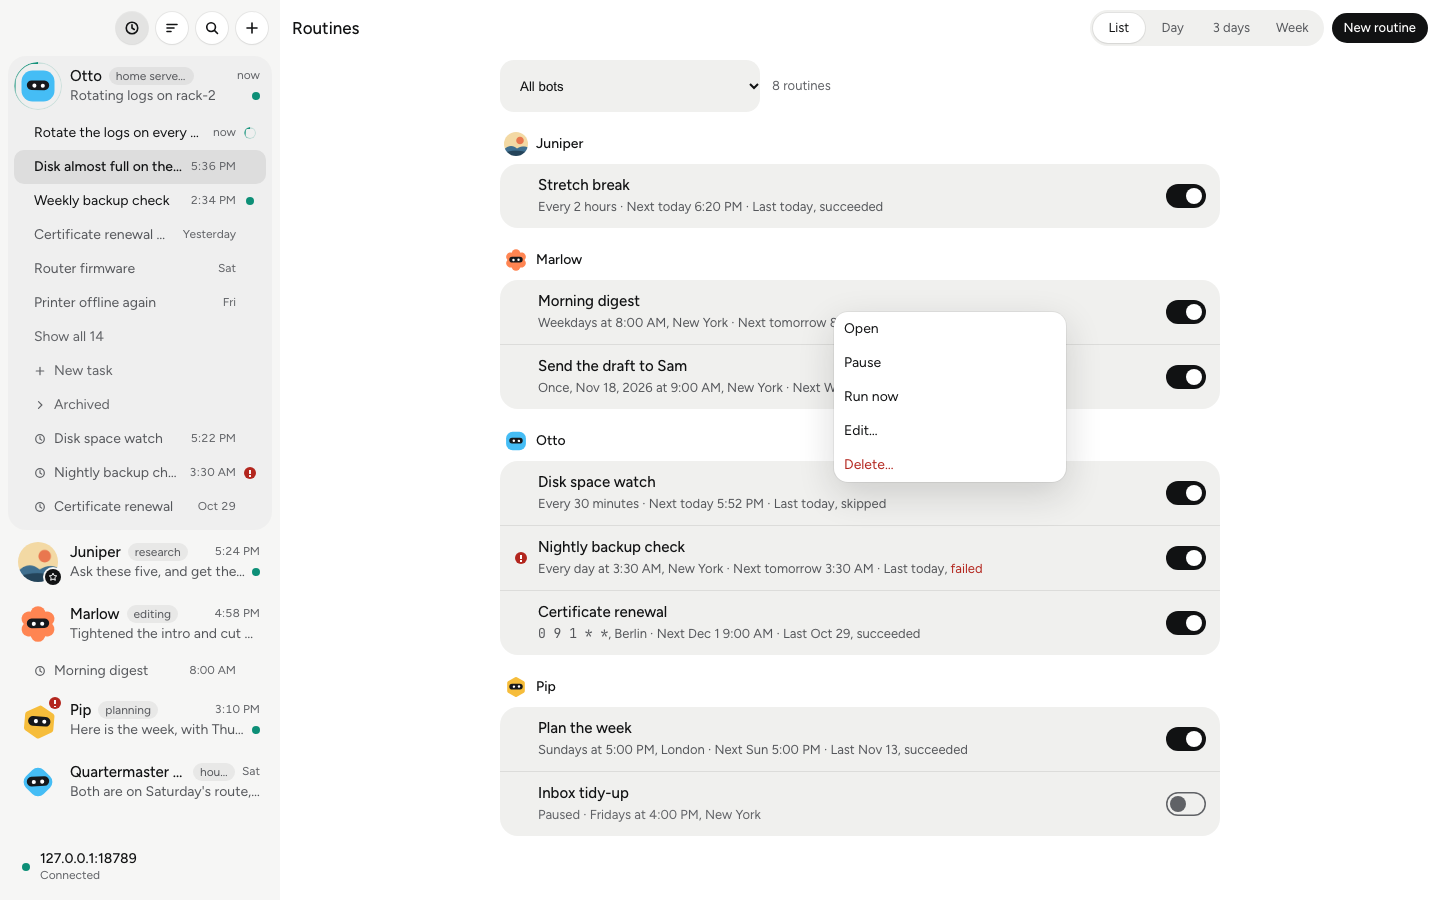 Otto
home serve...
now
Rotating logs on rack-2
Rotate the logs on every ...
now
Disk almost full on the...
5:36 PM
Weekly backup check
2:34 PM
Certificate renewal ...
Yesterday
Router firmware
Sat
Printer offline again
Fri
Show all 14
New task
Archived
Disk space watch
5:22 PM
Nightly backup ch...
3:30 AM
Certificate renewal
Oct 29
Juniper
research
5:24 PM
Ask these five, and get the...
Marlow
editing
4:58 PM
Tightened the intro and cut ...
Morning digest
8:00 AM
Pip
planning
3:10 PM
Here is the week, with Thu...
Quartermaster ...
hou...
Sat
Both are on Saturday's route,...
127.0.0.1:18789
Connected
Routines
List
Day
3 days
Week
New routine
All bots
8 routines
Juniper
Stretch break
Every 2 hours · Next today 6:20 PM · Last today, succeeded
Marlow
Morning digest
Weekdays at 8:00 AM, New York · Next tomorrow 8
Send the draft to Sam
Once, Nov 18, 2026 at 9:00 AM, New York · Next W
Open
Pause
Run now
Edit...
Delete...
Otto
Disk space watch
Every 30 minutes · Next today 5:52 PM · Last today, skipped
Nightly backup check
Every day at 3:30 AM, New York · Next tomorrow 3:30 AM · Last today, failed
Certificate renewal
0 9 1 * *, Berlin · Next Dec 1 9:00 AM · Last Oct 29, succeeded
Pip
Plan the week
Sundays at 5:00 PM, London · Next Sun 5:00 PM · Last Nov 13, succeeded
Inbox tidy-up
Paused · Fridays at 4:00 PM, New York